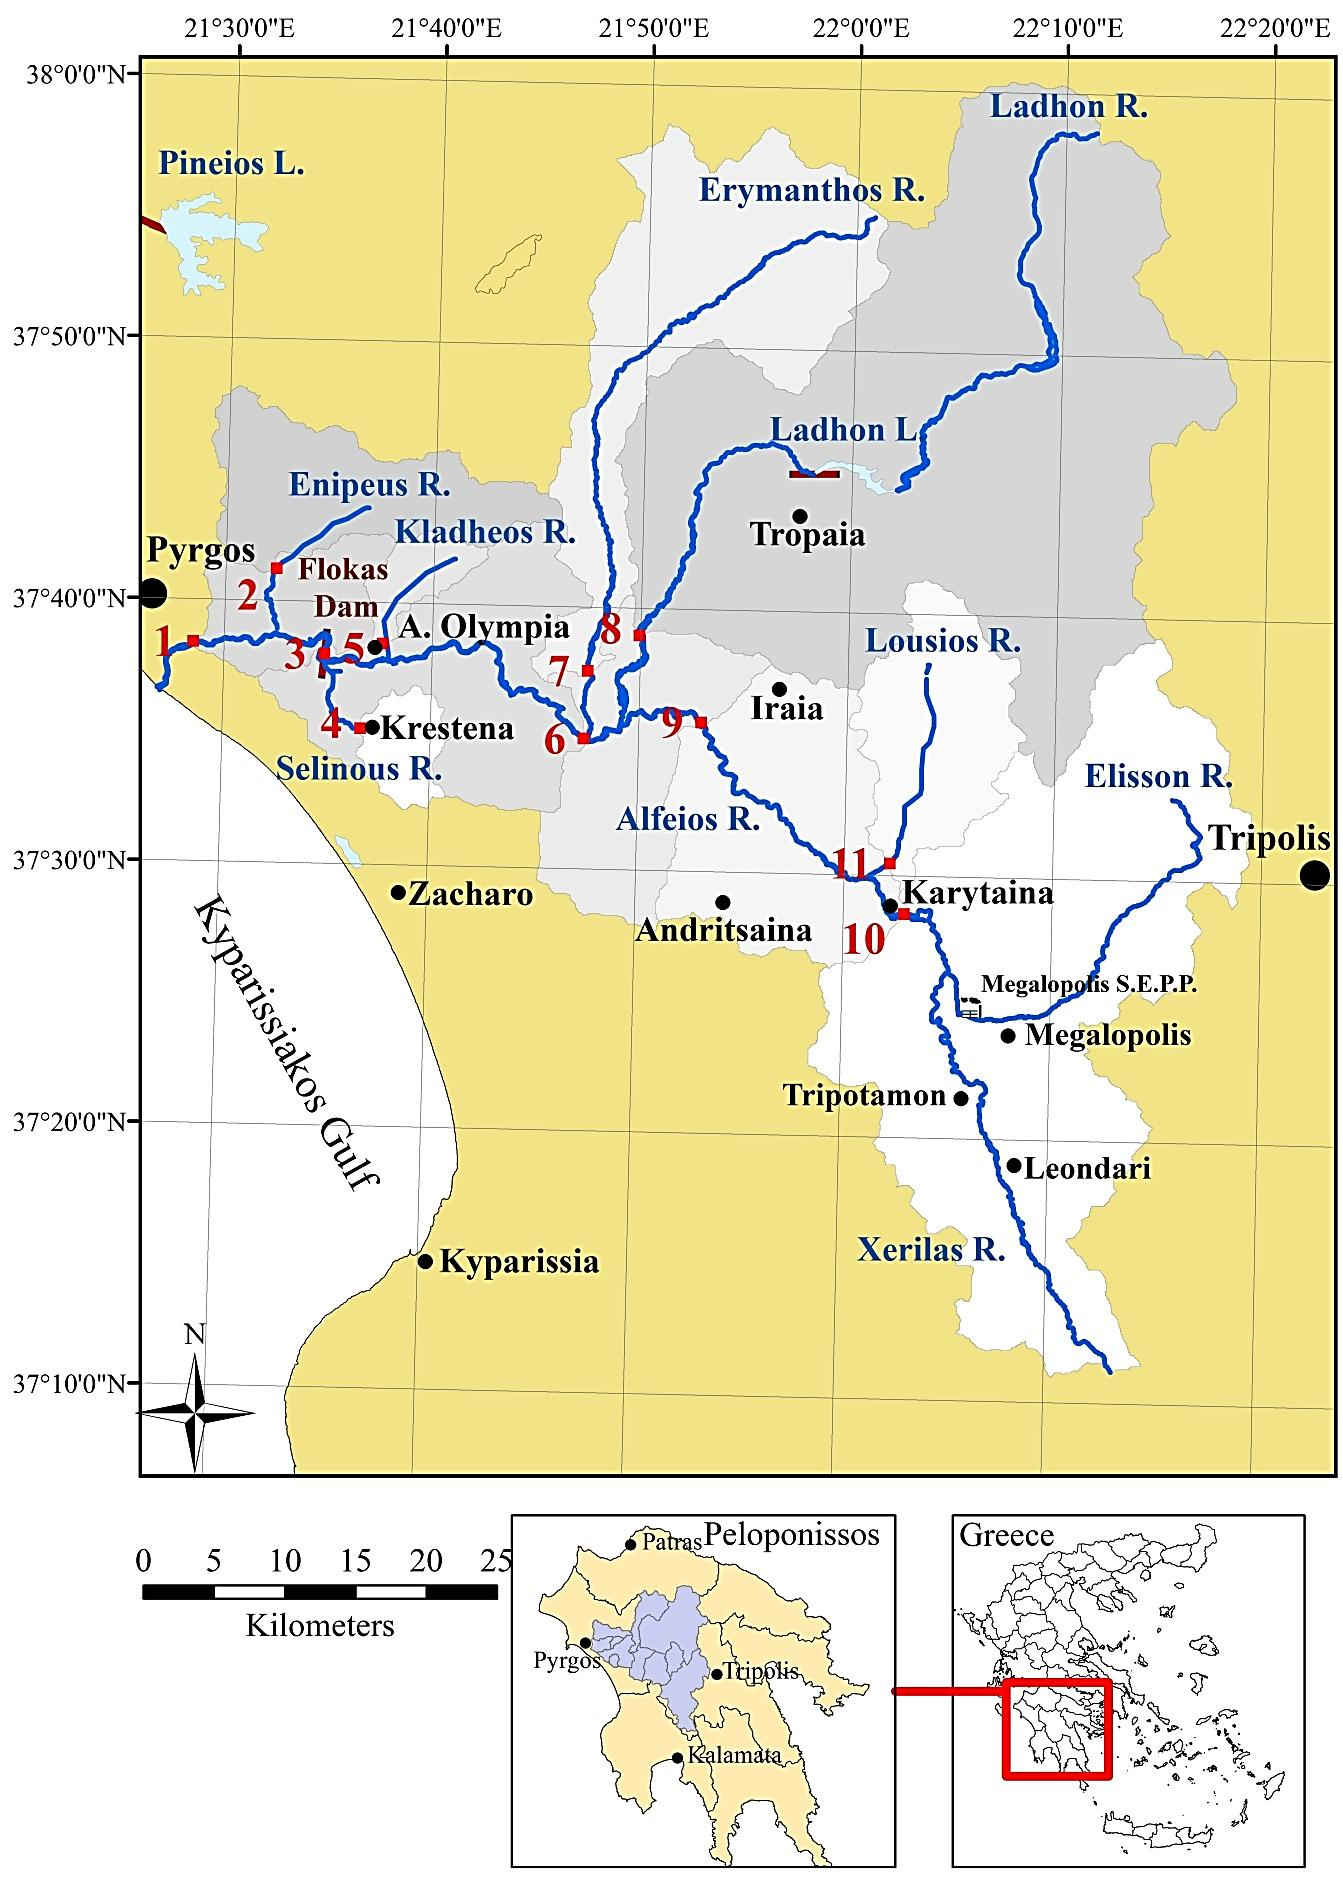 21°30'0"E 21°40'0"E 21°50'0"E 22°0'0"E 22°10'0"E 22°20'0"E
38°0'0"N
37°50'0"N
37°40'0"N
37°30'0"N
37°20'0"N
37°10'0"N
Ladhon R.
Pineios L.
Erymanthos R.
Ladhon L
Enipeus R.
Tropaia
Kladheos R.
Pyrgos
Flokas
Dam
2
1
3
5
A. Olympia
8
7
Lousios R.
Iraia
4
Krestena
6
9
Selinous R.
Elisson R.
Alfeios R.
Tripolis
11
Zacharo
Karytaina
Andritsaina
10
Kyparissiakos Gulf
Megalopolis S.E.P.P.
Megalopolis
Tripotamon
Leondari
Xerilas R.
Kyparissia
N
0 5 10 15 20 25
Kilometers
Peloponissos
Patras
Pyrgos
Tripolis
Kalamata
Greece